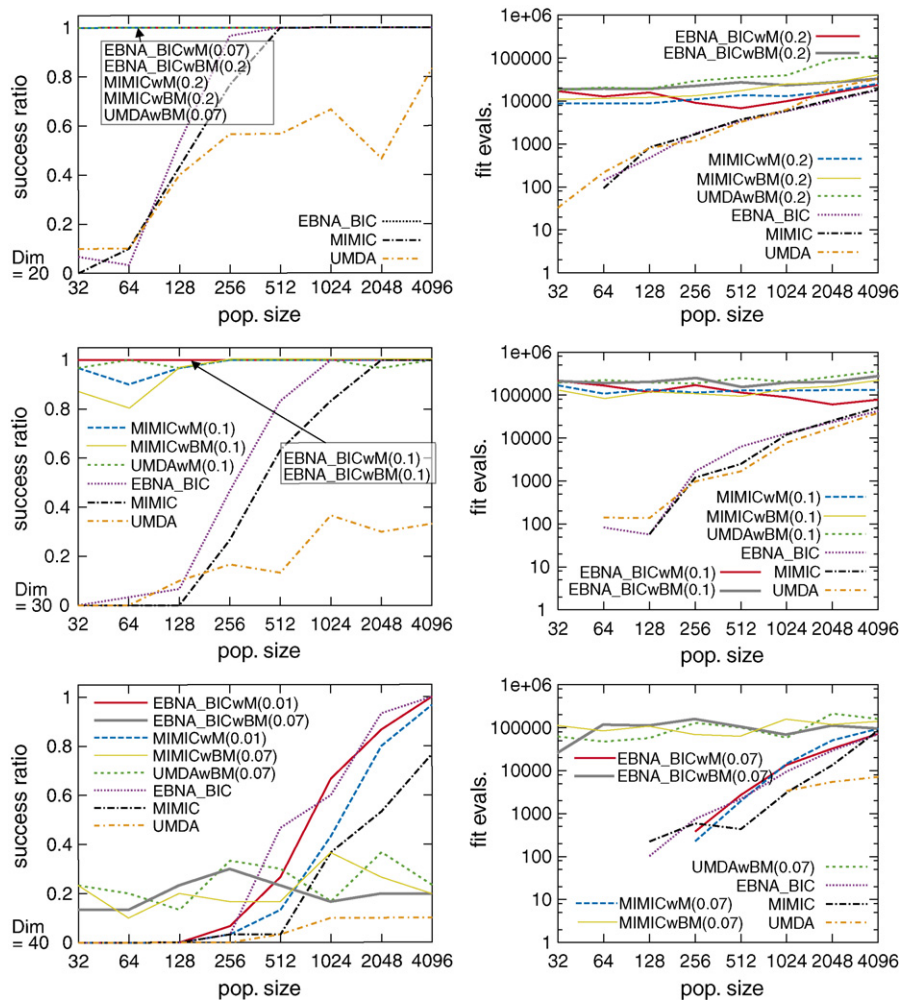 success ratio
1
0.8
0.6
0.4
0.2
0
Dim
= 20
EBNA_BICwM(0.07)
EBNA_BICwBM(0.2)
MIMICwM(0.2)
MIMICwBM(0.2)
UMDAwBM(0.07)
EBNA_BIC
MIMIC
UMDA
32 64 128 256 512 1024 2048 4096
pop. size
fit evals.
1e+06
100000
10000
1000
100
10
1
EBNA_BICwM(0.2)
EBNA_BICwBM(0.2)
MIMICwM(0.2)
MIMICwBM(0.2)
UMDAwBM(0.2)
EBNA_BIC
MIMIC
UMDA
32 64 128 256 512 1024 2048 4096
pop. size
success ratio
1
0.8
0.6
0.4
0.2
0
Dim
= 30
MIMICwM(0.1)
MIMICwBM(0.1)
UMDAwM(0.1)
EBNA_BIC
MIMIC
UMDA
EBNA_BICwM(0.1)
EBNA_BICwBM(0.1)
32 64 128 256 512 1024 2048 4096
pop. size
fit evals.
1e+06
100000
10000
1000
100
10
1
MIMICwM(0.1)
MIMICwBM(0.1)
UMDAwBM(0.1)
EBNA_BIC
EBNA_BICwM(0.1) MIMIC
EBNA_BICwBM(0.1) UMDA
32 64 128 256 512 1024 2048 4096
pop. size
success ratio
1
0.8
0.6
0.4
0.2
0
Dim
= 40
EBNA_BICwM(0.01)
EBNA_BICwBM(0.07)
MIMICwM(0.01)
MIMICwBM(0.07)
UMDAwBM(0.07)
EBNA_BIC
MIMIC
UMDA
32 64 128 256 512 1024 2048 4096
pop. size
fit evals.
1e+06
100000
10000
1000
100
10
1
EBNA_BICwM(0.07)
EBNA_BICwBM(0.07)
UMDAwBM(0.07)
EBNA_BIC
MIMICwM(0.07) MIMIC
MIMICwBM(0.07) UMDA
32 64 128 256 512 1024 2048 4096
pop. size